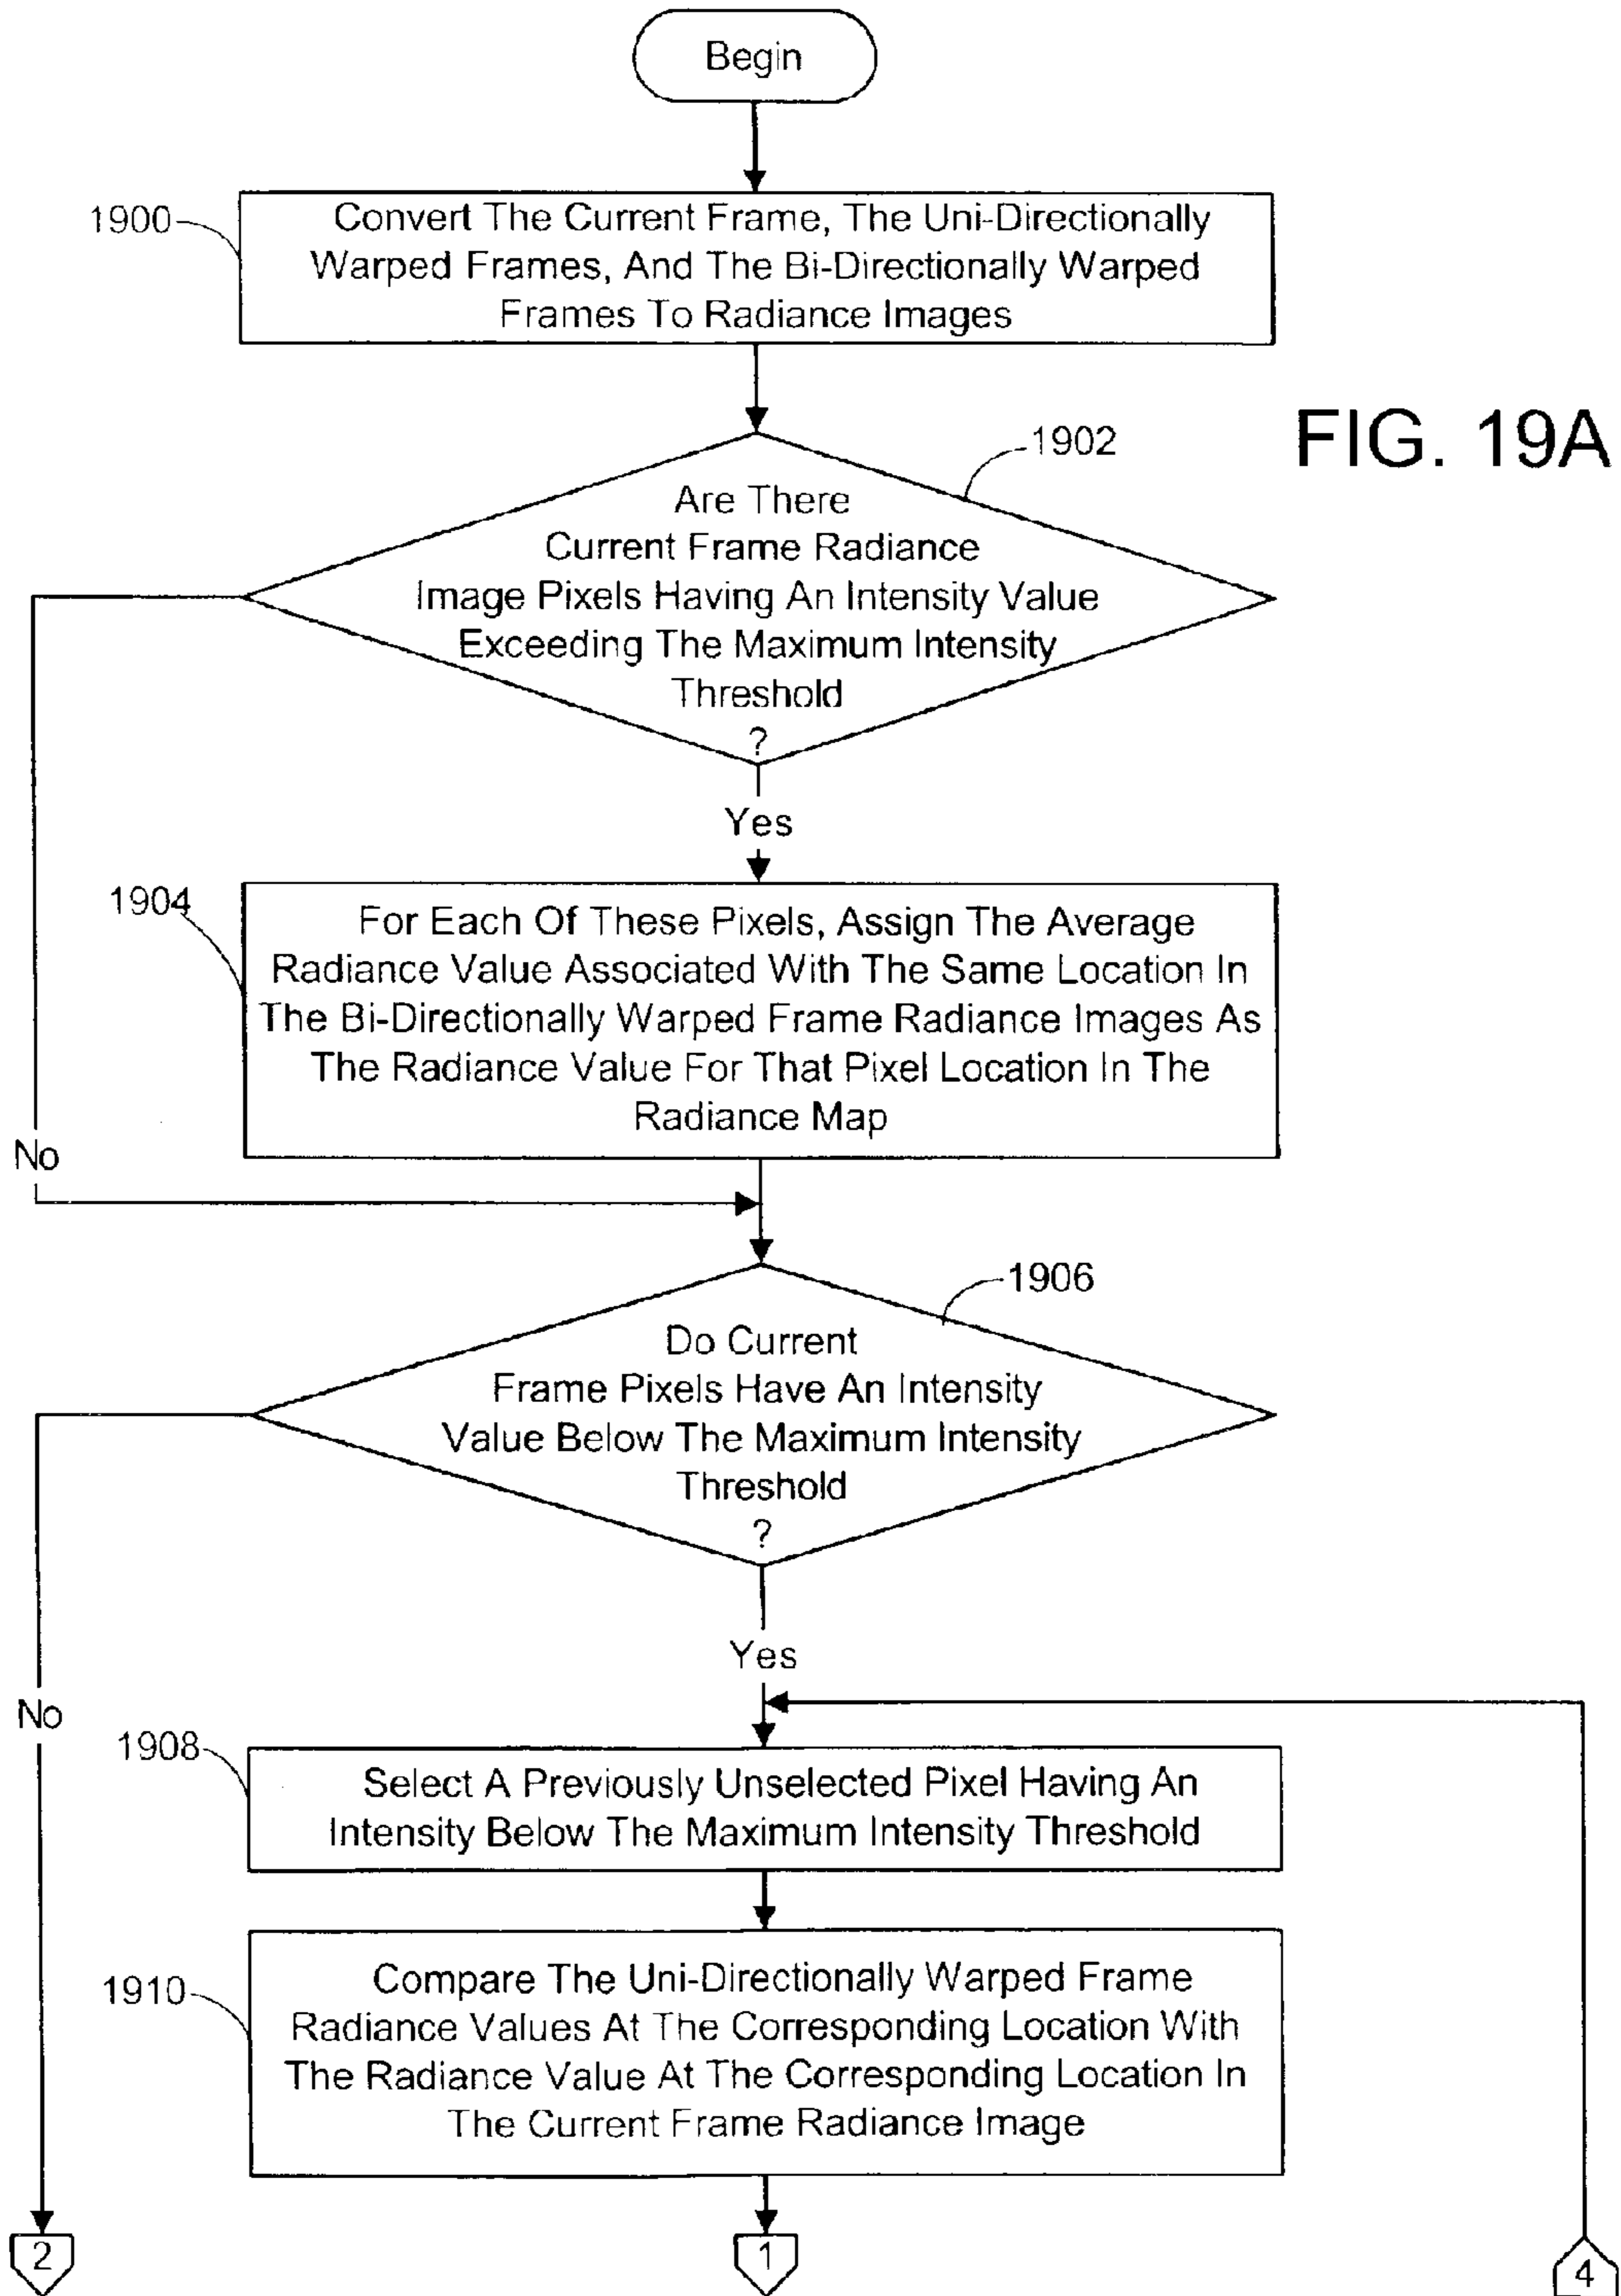 Begin
1900
Convert The Current Frame, The Uni-Directionally
Warped Frames, And The Bi-Directionally Warped
Frames To Radiance Images
FIG. 19A
1902
Are There
Current Frame Radiance
Image Pixels Having An Intensity Value
Exceeding The Maximum Intensity
Threshold
?
Yes
1904
For Each Of These Pixels, Assign The Average
Radiance Value Associated With The Same Location In
The Bi-Directionally Warped Frame Radiance Images As
The Radiance Value For That Pixel Location In The
Radiance Map
No
1906
Do Current
Frame Pixels Have An Intensity
Value Below The Maximum Intensity
Threshold
?
Yes
No
1908
Select A Previously Unselected Pixel Having An
Intensity Below The Maximum Intensity Threshold
1910
Compare The Uni-Directionally Warped Frame
Radiance Values At The Corresponding Location With
The Radiance Value At The Corresponding Location In
The Current Frame Radiance Image
2
1
4